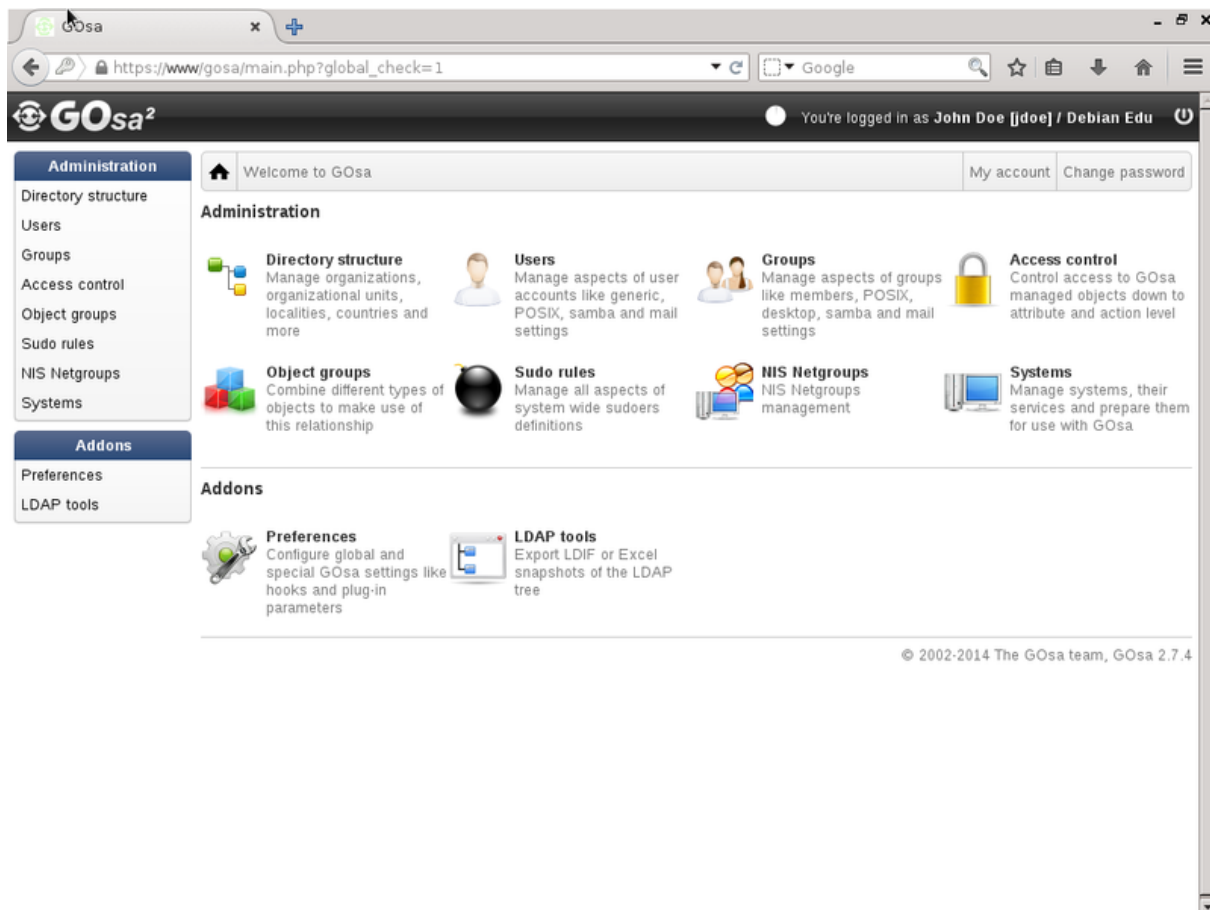 GOsa
https://www/gosa/main.php?global_check=1
Google
GOsa²
You're logged in as John Doe [jdoe] / Debian Edu
Administration
Directory structure
Users
Groups
Access control
Object groups
Sudo rules
NIS Netgroups
Systems
Addons
Preferences
LDAP tools
Welcome to GOsa
My account
Change password
Administration
Directory structure
Manage organizations,
organizational units,
localities, countries and
more
Users
Manage aspects of user
accounts like generic,
POSIX, samba and mail
settings
Groups
Manage aspects of groups
like members, POSIX,
desktop, samba and mail
settings
Access control
Control access to GOsa
managed objects down to
attribute and action level
Object groups
Combine different types of
objects to make use of
this relationship
Sudo rules
Manage all aspects of
system wide sudoers
definitions
NIS Netgroups
NIS Netgroups
management
Systems
Manage systems, their
services and prepare them
for use with GOsa
Addons
Preferences
Configure global and
special GOsa settings like
hooks and plug-in
parameters
LDAP tools
Export LDIF or Excel
snapshots of the LDAP
tree
© 2002-2014 The GOsa team, GOsa 2.7.4